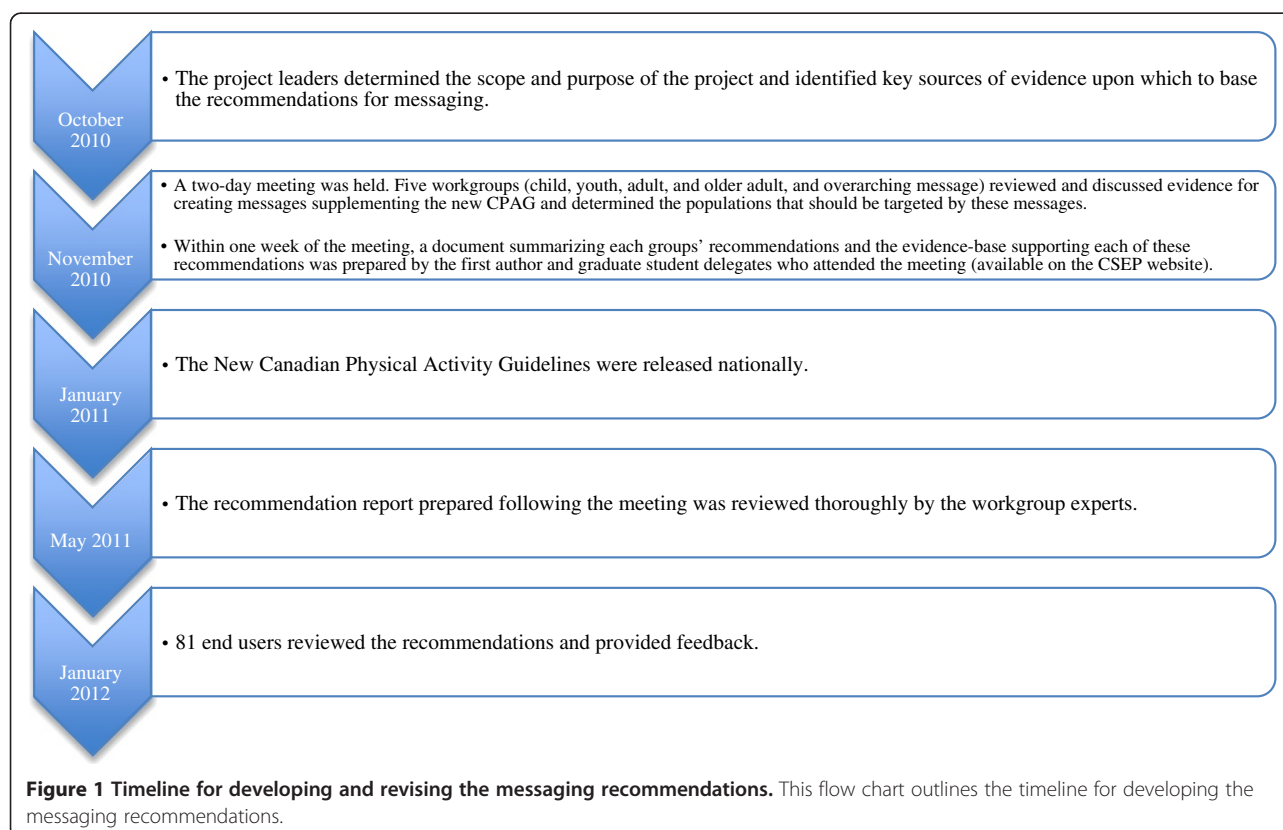 October
2010
• The project leaders determined the scope and purpose of the project and identified key sources of evidence upon which to base
the recommendations for messaging.
November
2010
• A two-day meeting was held. Five workgroups (child, youth, adult, and older adult, and overarching message) reviewed and discussed evidence for
creating messages supplementing the new CPAG and determined the populations that should be targeted by these messages.
• Within one week of the meeting, a document summarizing each groups' recommendations and the evidence-base supporting each of these
recommendations was prepared by the first author and graduate student delegates who attended the meeting (available on the CSEP website).
January
2011
• The New Canadian Physical Activity Guidelines were released nationally.
May 2011
• The recommendation report prepared following the meeting was reviewed thoroughly by the workgroup experts.
January
2012
• 81 end users reviewed the recommendations and provided feedback.
Figure 1 Timeline for developing and revising the messaging recommendations. This flow chart outlines the timeline for developing the
messaging recommendations.